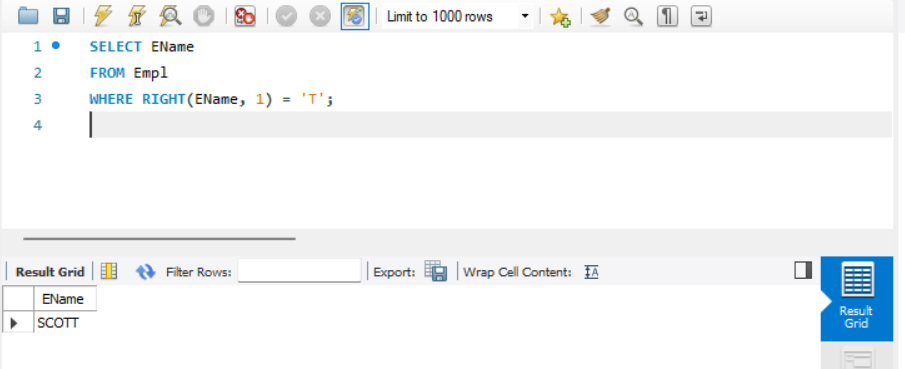 Limit to 1000 rows
1 SELECT EName
2 FROM Empl
3 WHERE RIGHT(EName, 1) = 'T';
4
Result Grid Filter Rows: Export: Wrap Cell Content: IA
EName
SCOTT
Result
Grid